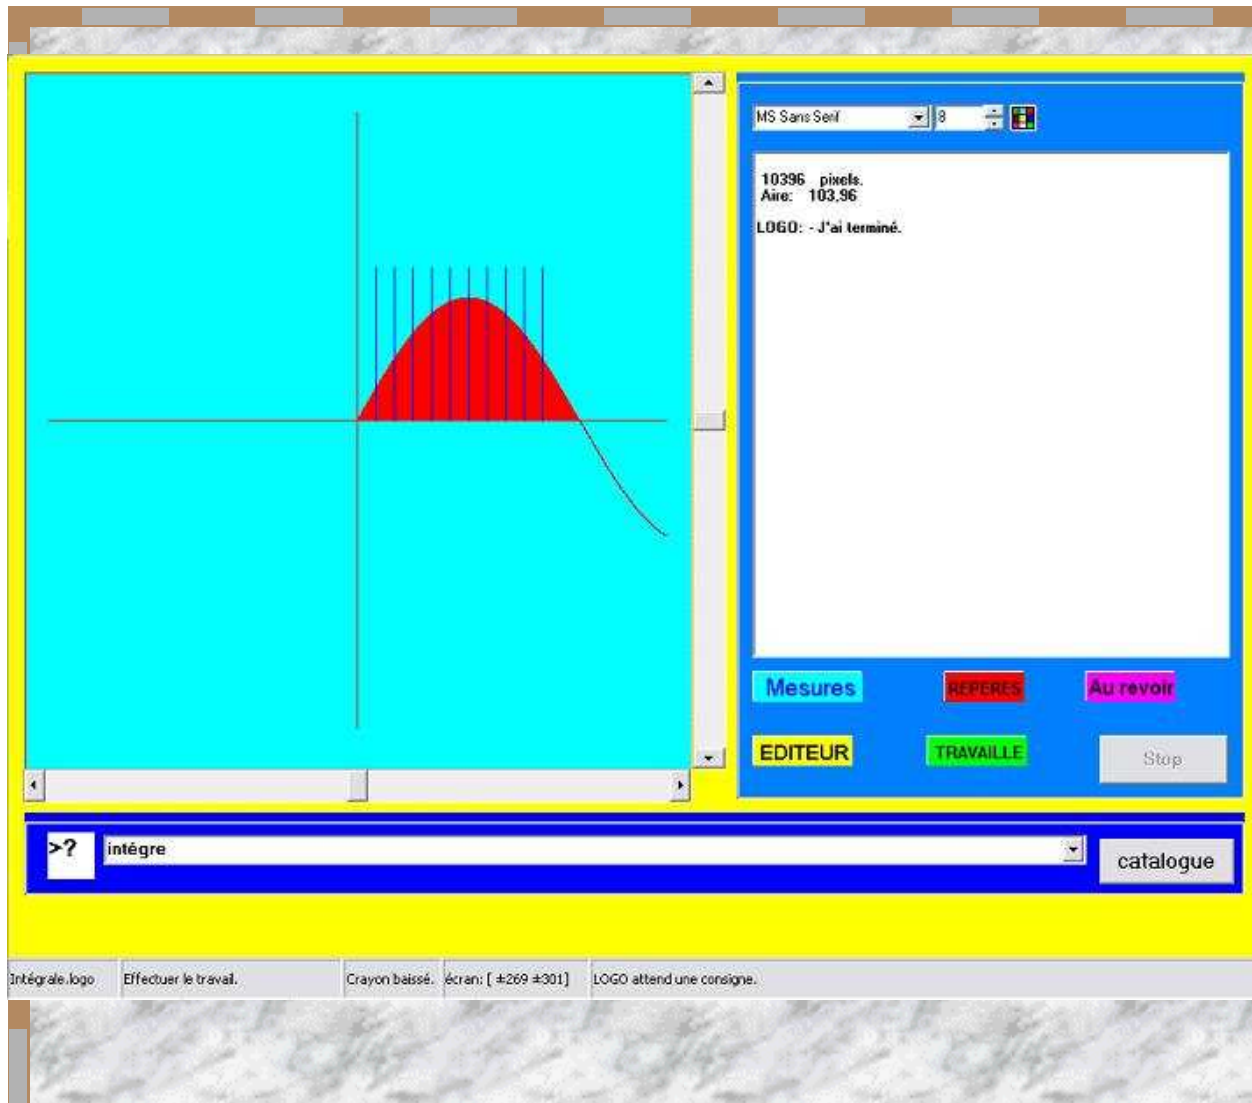 MS Sans Serif 8
10396 pixels.
Aire: 103,96
LOGO: - J'ai terminé.
Mesures REPERES Au revoir
EDITEUR TRAVAILLE Stop
>? intégre catalogue
Intégrale.logo Effectuer le travail. Crayon baissé. écran: [ ±269 ±301] LOGO attend une consigne.